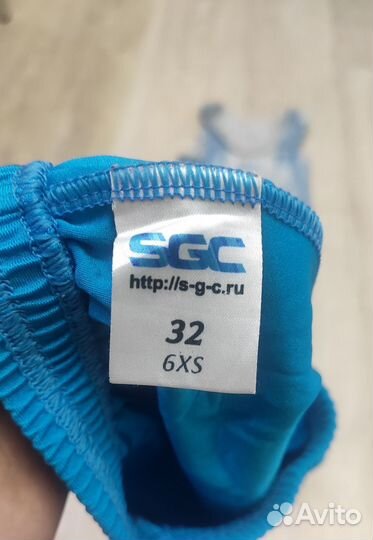 SGC
http://s-g-c.ru
32
6XS
Avito